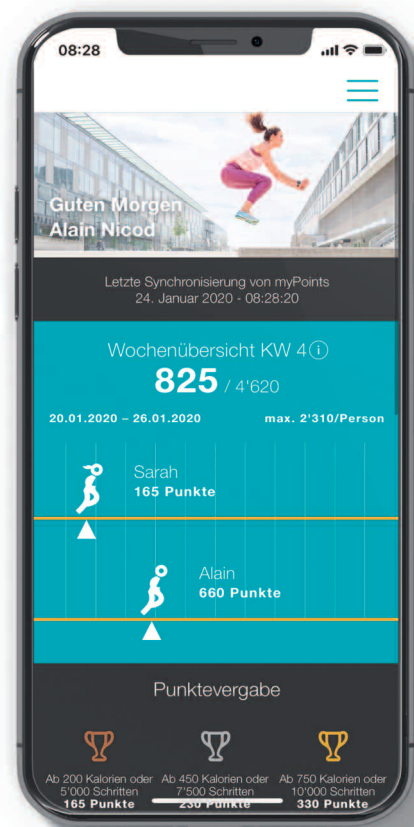 08:28
Guten Morgen
Alain Nicod
Letzte Synchronisierung von myPoints
24. Januar 2020 - 08:28:20
Wochenübersicht KW 4 i
825 / 4'620
20.01.2020 – 26.01.2020 max. 2'310/Person
Sarah
165 Punkte
Alain
660 Punkte
Punktevergabe
Ab 200 Kalorien oder Ab 450 Kalorien oder Ab 750 Kalorien oder
5'000 Schritten 7'500 Schritten 10'000 Schritten
165 Punkte 230 Punkte 330 Punkte